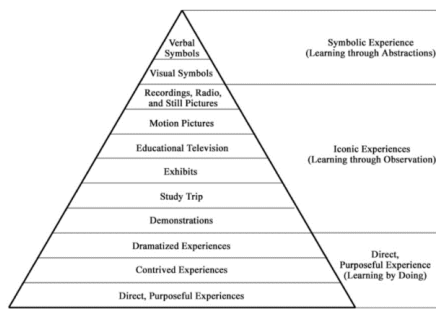 Verbal
Symbols
Visual Symbols
Recordings, Radio,
and Still Pictures
Motion Pictures
Educational Television
Exhibits
Study Trip
Demonstrations
Dramatized Experiences
Contrived Experiences
Direct, Purposeful Experiences
Symbolic Experience
(Learning through Abstractions)
Iconic Experiences
(Learning through Observation)
Direct,
Purposeful Experience
(Learning by Doing)